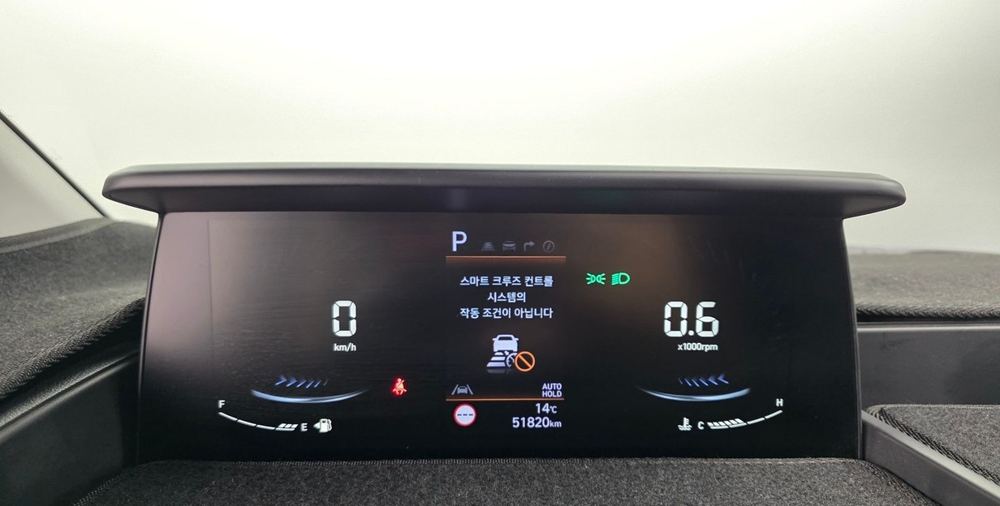 P
스마트 크루즈 컨트롤
시스템의
작동 조건이 아닙니다
0
km/h
0.6
x1000rpm
AUTO
HOLD
F
E
14℃
51820km
C
H